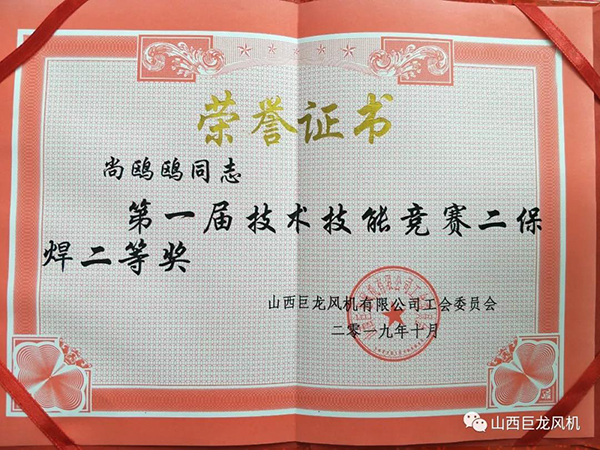 荣誉证书
尚鸥鸥同志
第一届技术技能竞赛二保
焊二等奖
山西巨龙风机有限公司工会委员会
二零一九年十月
山西巨龙风机